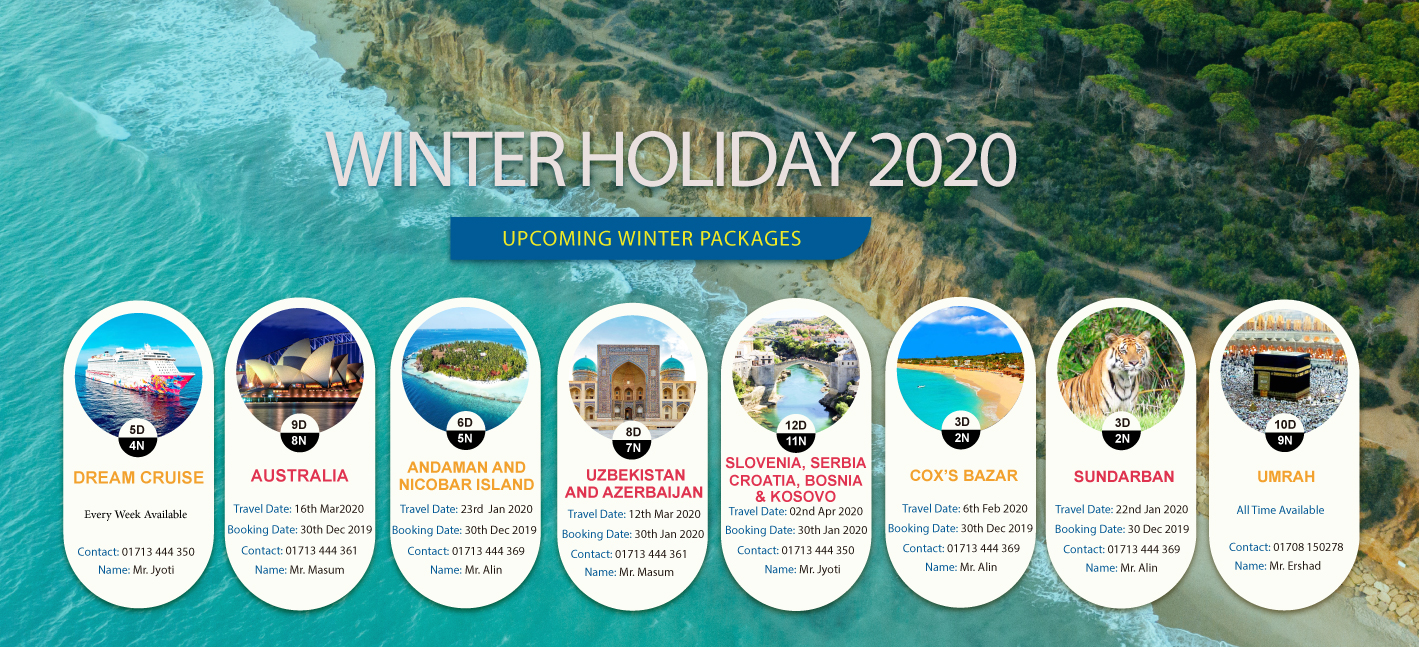 WINTER HOLIDAY 2020
UPCOMING WINTER PACKAGES
5D
4N
DREAM CRUISE
Every Week Available
Contact: 01713 444 350
Name: Mr. Jyoti
9D
8N
AUSTRALIA
Travel Date: 16th Mar2020
Booking Date: 30th Dec 2019
Contact: 01713 444 361
Name: Mr. Masum
6D
5N
ANDAMAN AND
NICOBAR ISLAND
Travel Date: 23rd Jan 2020
Booking Date: 30th Dec 2019
Contact: 01713 444 369
Name: Mr. Alin
8D
7N
UZBEKISTAN
AND AZERBAIJAN
Travel Date: 12th Mar 2020
Booking Date: 30th Jan 2020
Contact: 01713 444 361
Name: Mr. Masum
12D
11N
SLOVENIA, SERBIA
CROATIA, BOSNIA
& KOSOVO
Travel Date: 02nd Apr 2020
Booking Date: 30th Jan 2020
Contact: 01713 444 350
Name: Mr. Jyoti
3D
2N
COX'S BAZAR
Travel Date: 6th Feb 2020
Booking Date: 30th Dec 2019
Contact: 01713 444 369
Name: Mr. Alin
3D
2N
SUNDARBAN
Travel Date: 22nd Jan 2020
Booking Date: 30 Dec 2019
Contact: 01713 444 369
Name: Mr. Alin
10D
9N
UMRAH
All Time Available
Contact: 01708 150278
Name: Mr. Ershad